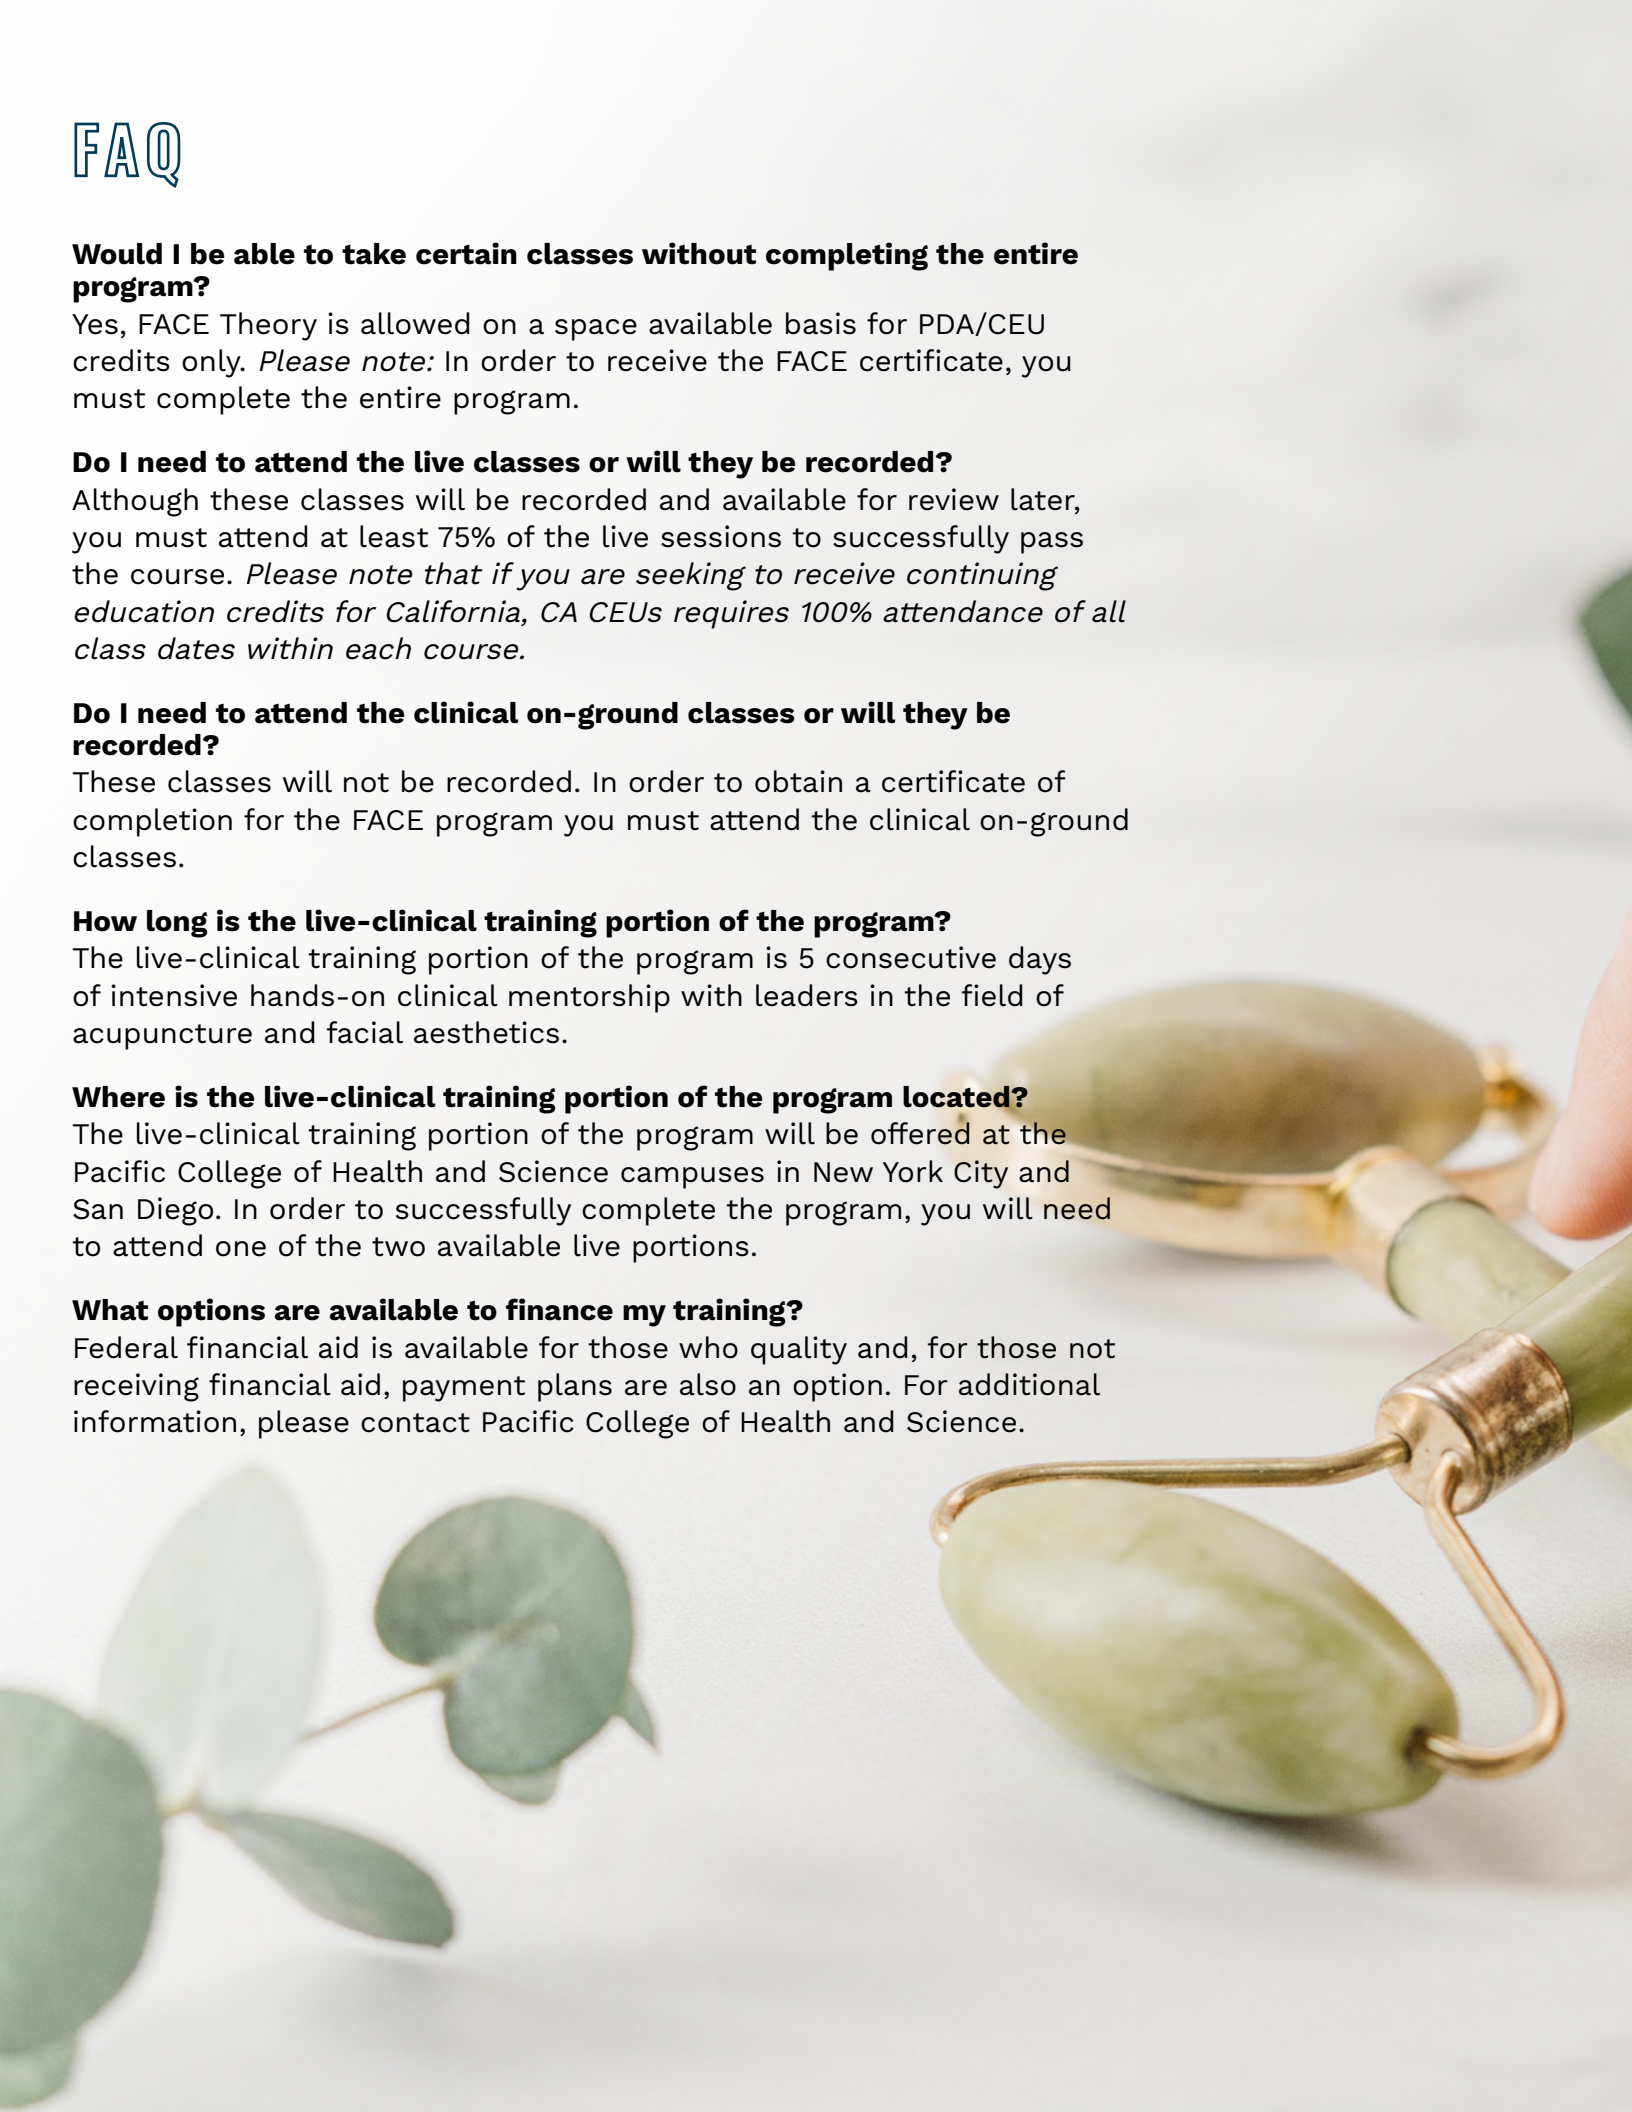 FAQ
Would I be able to take certain classes without completing the entire
program?
Yes, FACE Theory is allowed on a space available basis for PDA/CEU
credits only. Please note: In order to receive the FACE certificate, you
must complete the entire program.
Do I need to attend the live classes or will they be recorded?
Although these classes will be recorded and available for review later,
you must attend at least 75% of the live sessions to successfully pass
the course. Please note that if you are seeking to receive continuing
education credits for California, CA CEUs requires 100% attendance of all
class dates within each course.
Do I need to attend the clinical on-ground classes or will they be
recorded?
These classes will not be recorded. In order to obtain a certificate of
completion for the FACE program you must attend the clinical on-ground
classes.
How long is the live-clinical training portion of the program?
The live-clinical training portion of the program is 5 consecutive days
of intensive hands-on clinical mentorship with leaders in the field of
acupuncture and facial aesthetics.
Where is the live-clinical training portion of the program located?
The live-clinical training portion of the program will be offered at the
Pacific College of Health and Science campuses in New York City and
San Diego. In order to successfully complete the program, you will need
to attend one of the two available live portions.
What options are available to finance my training?
Federal financial aid is available for those who quality and, for those not
receiving financial aid, payment plans are also an option. For additional
information, please contact Pacific College of Health and Science.